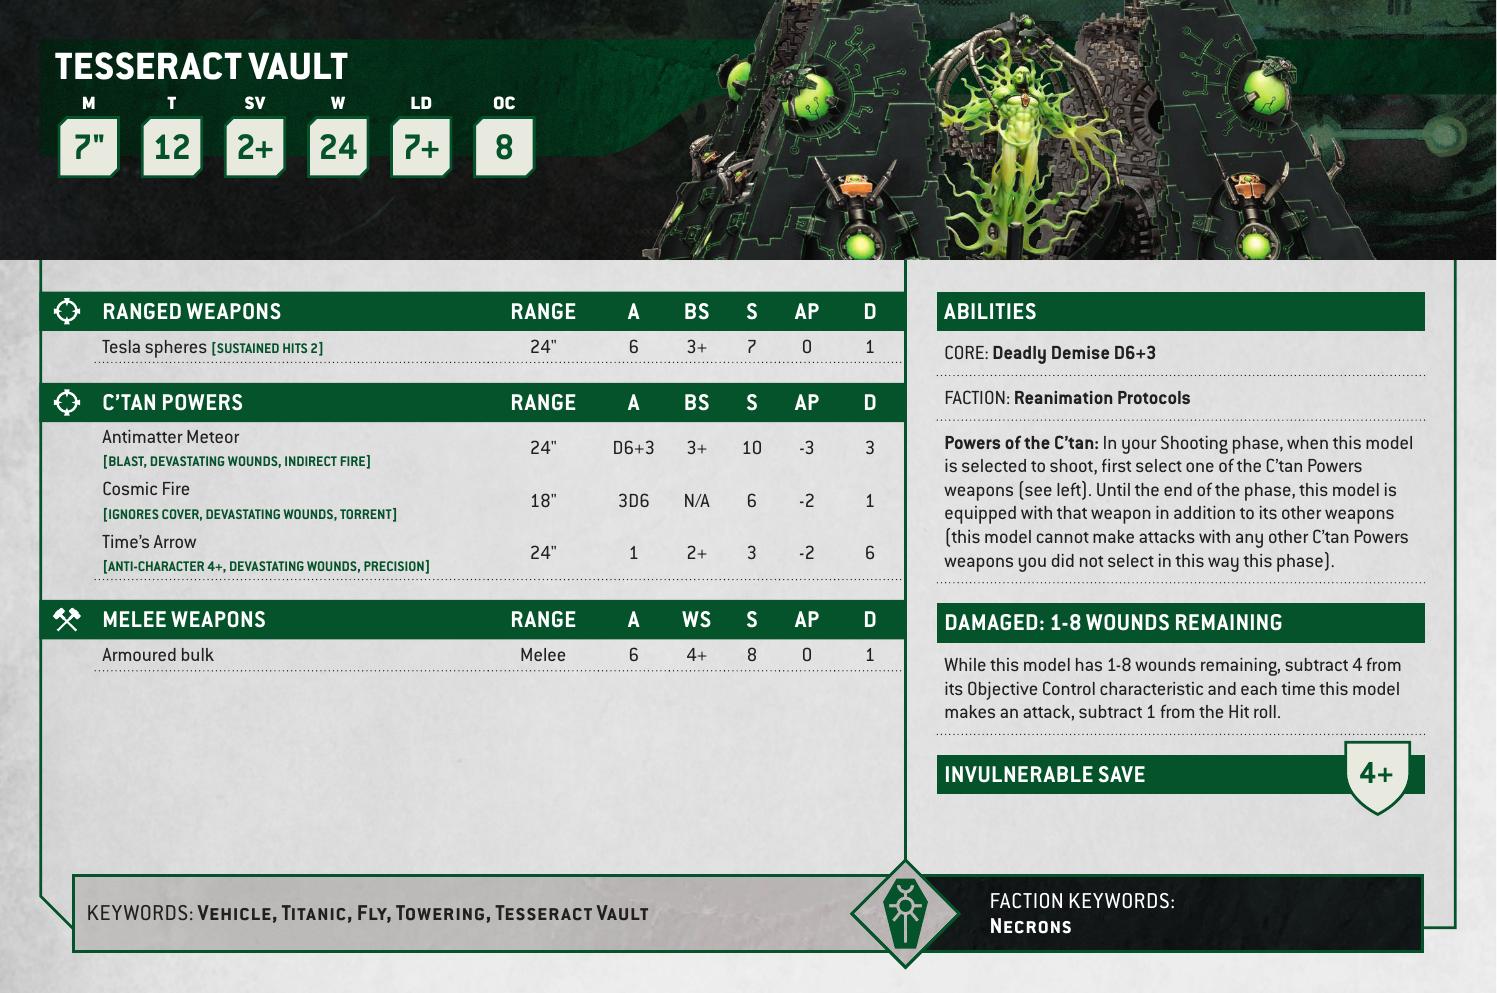 TESSERACT VAULT
M T SV W LD OC
7" 12 2+ 24 7+ 8
RANGED WEAPONS RANGE A BS S AP D
Tesla spheres [SUSTAINED HITS 2] 24" 6 3+ 7 0 1
C'TAN POWERS RANGE A BS S AP D
Antimatter Meteor 24" D6+3 3+ 10 -3 3
[BLAST, DEVASTATING WOUNDS, INDIRECT FIRE]
Cosmic Fire 18" 3D6 N/A 6 -2 1
[IGNORES COVER, DEVASTATING WOUNDS, TORRENT]
Time's Arrow 24" 1 2+ 3 -2 6
[ANTI-CHARACTER 4+, DEVASTATING WOUNDS, PRECISION]
MELEE WEAPONS RANGE A WS S AP D
Armoured bulk Melee 6 4+ 8 0 1
ABILITIES
CORE: Deadly Demise D6+3
FACTION: Reanimation Protocols
Powers of the C'tan: In your Shooting phase, when this model
is selected to shoot, first select one of the C'tan Powers
weapons (see left). Until the end of the phase, this model is
equipped with that weapon in addition to its other weapons
(this model cannot make attacks with any other C'tan Powers
weapons you did not select in this way this phase).
DAMAGED: 1-8 WOUNDS REMAINING
While this model has 1-8 wounds remaining, subtract 4 from
its Objective Control characteristic and each time this model
makes an attack, subtract 1 from the Hit roll.
INVULNERABLE SAVE 4+
KEYWORDS: VEHICLE, TITANIC, FLY, TOWERING, TESSERACT VAULT
FACTION KEYWORDS:
NECRONS